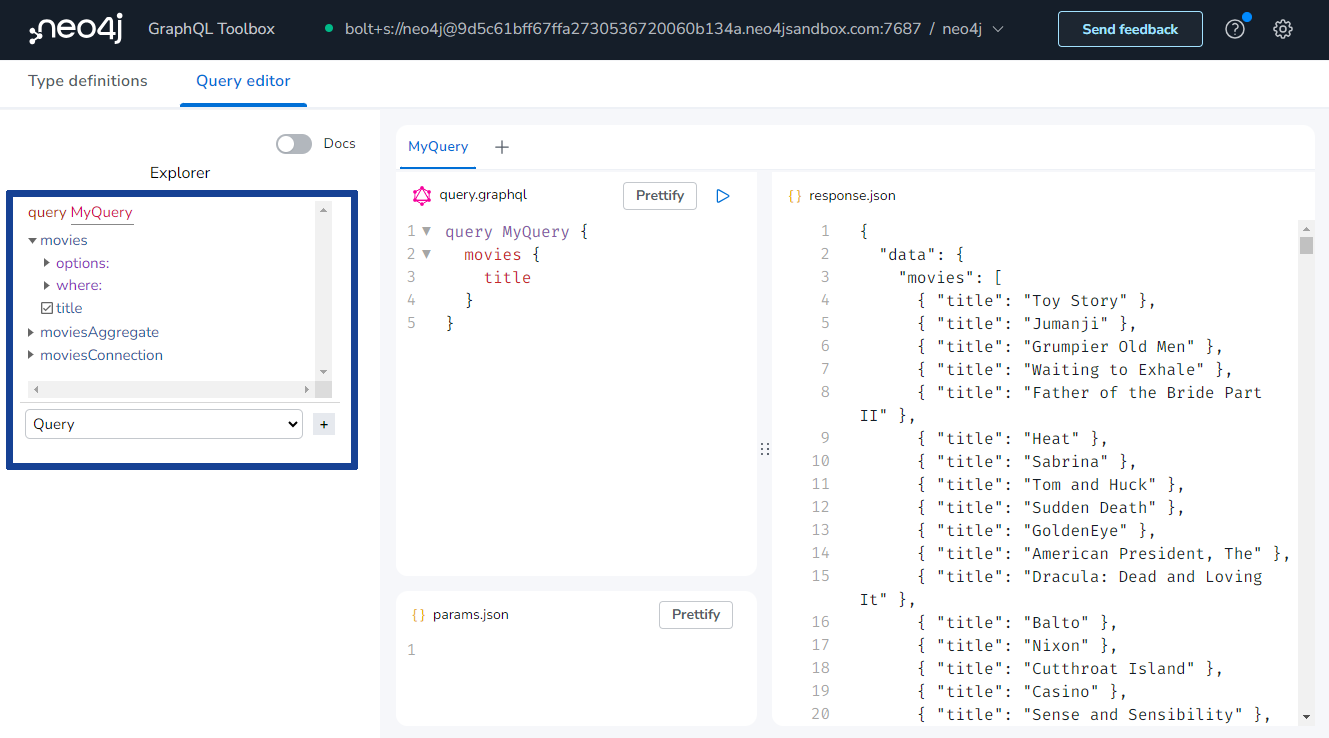 neo4j GraphQL Toolbox bolt+s://neo4j@9d5c61bff67ffa2730536720060b134a.neo4jsandbox.com:7687 / neo4j Send feedback ?
Type definitions Query editor
Docs
Explorer
query MyQuery
movies
options:
where:
title
moviesAggregate
moviesConnection
Query +
MyQuery +
query.graphql Prettify
1 query MyQuery {
2 movies {
3 title
4 }
5 }
{} params.json Prettify
1
{} response.json
1 {
2 "data": {
3 "movies": [
4 { "title": "Toy Story" },
5 { "title": "Jumanji" },
6 { "title": "Grumpier Old Men" },
7 { "title": "Waiting to Exhale" },
8 { "title": "Father of the Bride Part
II" },
9 { "title": "Heat" },
10 { "title": "Sabrina" },
11 { "title": "Tom and Huck" },
12 { "title": "Sudden Death" },
13 { "title": "GoldenEye" },
14 { "title": "American President, The" },
15 { "title": "Dracula: Dead and Loving
It" },
16 { "title": "Balto" },
17 { "title": "Nixon" },
18 { "title": "Cutthroat Island" },
19 { "title": "Casino" },
20 { "title": "Sense and Sensibility" },